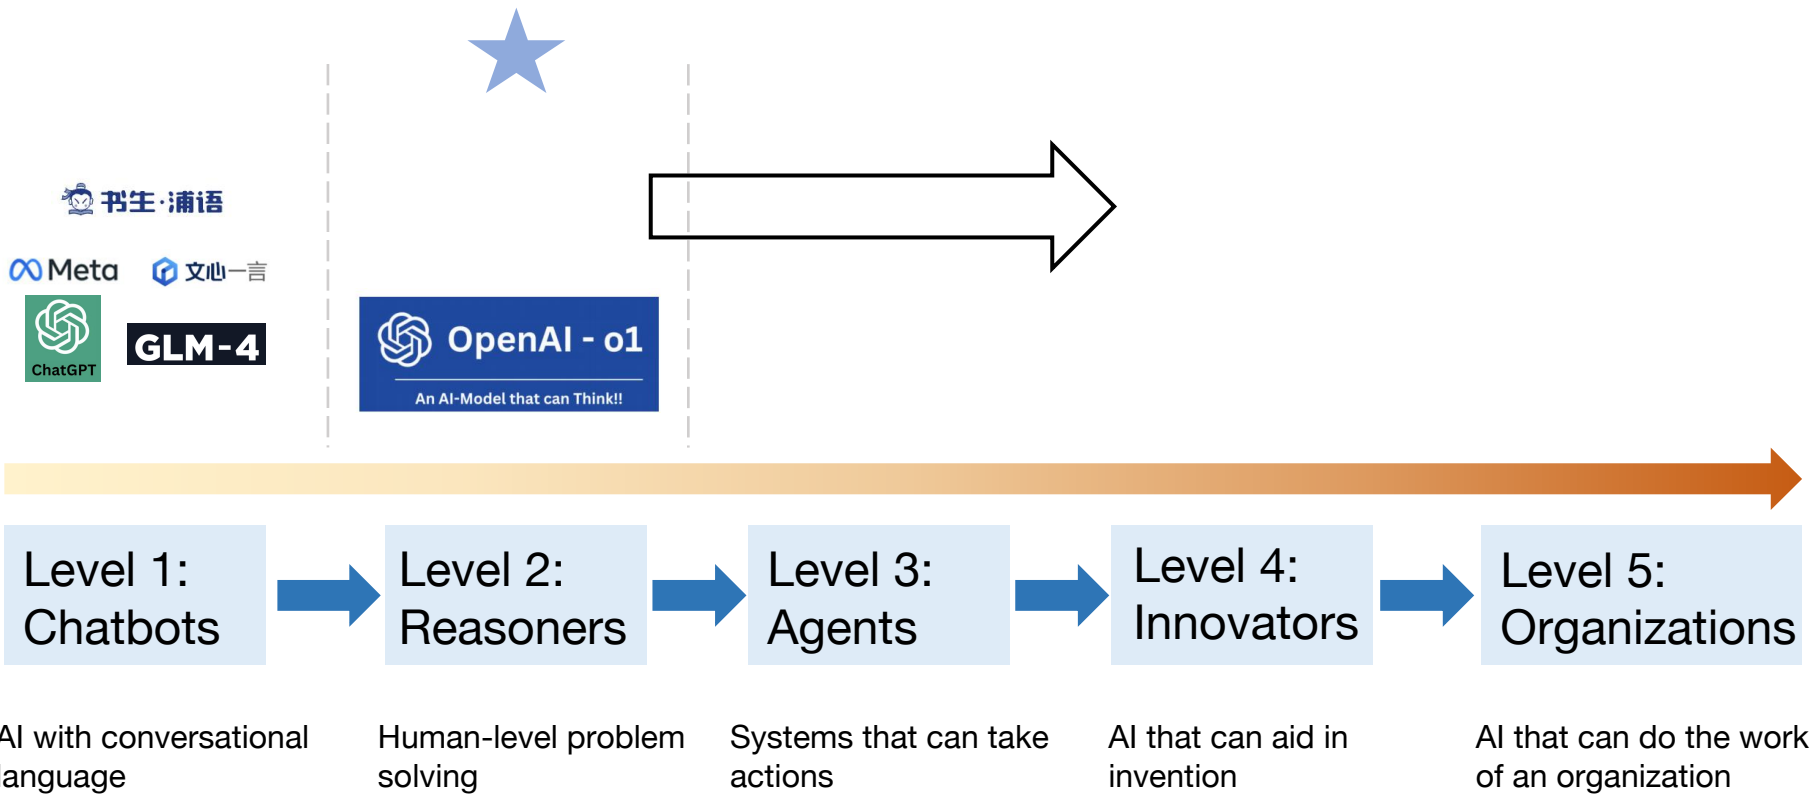 书生·浦语
Meta
文心一言
ChatGPT
GLM-4
OpenAI - o1
An AI-Model that can Think!!
Level 1:
Chatbots
Level 2:
Reasoners
Level 3:
Agents
Level 4:
Innovators
Level 5:
Organizations
AI with conversational
language
Human-level problem
solving
Systems that can take
actions
AI that can aid in
invention
AI that can do the work
of an organization